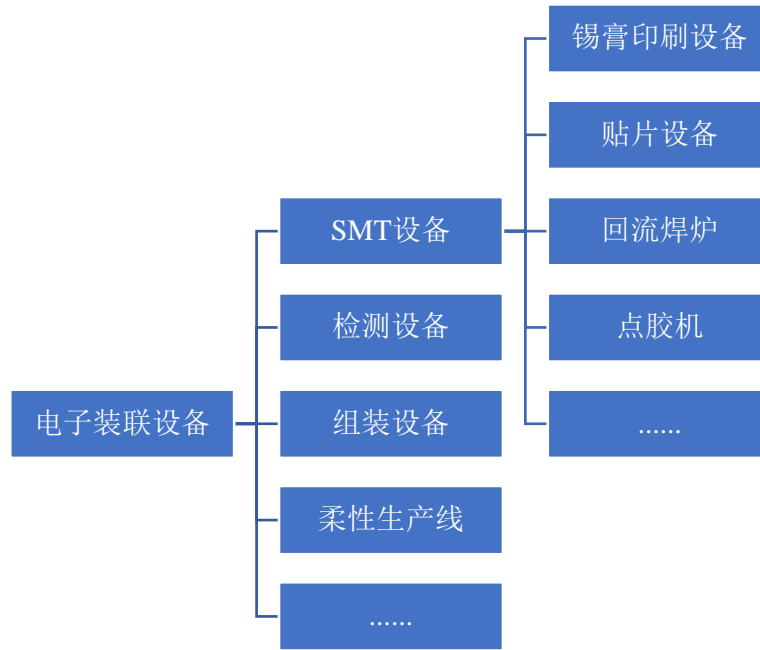 电子装联设备
SMT设备
检测设备
组装设备
柔性生产线
......
锡膏印刷设备
贴片设备
回流焊炉
点胶机
......